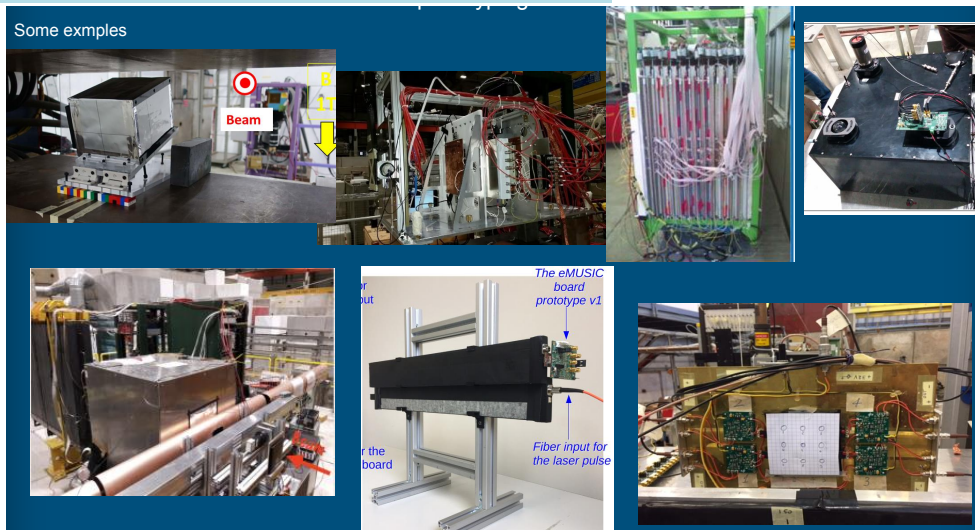 Some exmples
Beam
The eMUSIC
board
prototype v1
Fiber input for
the laser pulse
r the
board